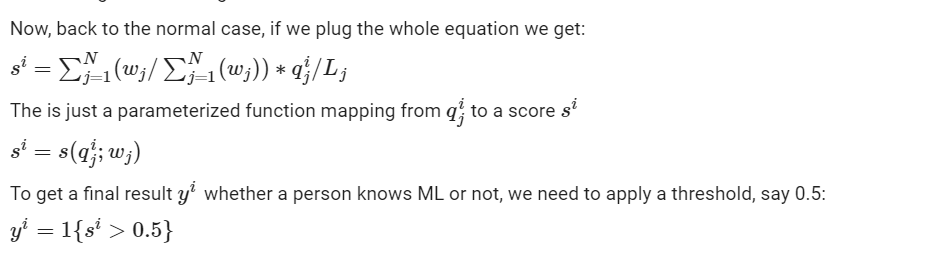 Now, back to the normal case, if we plug the whole equation we get:
$s^i = \sum_{j=1}^{N} (w_j / \sum_{j=1}^{N} (w_j)) * q_j^i / L_j$
The is just a parameterized function mapping from $q_j^i$ to a score $s^i$
$s^i = s(q_j^i; w_j)$
To get a final result $y^i$ whether a person knows ML or not, we need to apply a threshold, say 0.5:
$y^i = 1\{s^i > 0.5\}$